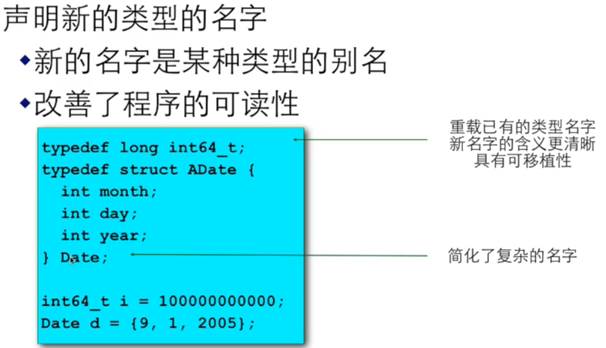 声明新的类型的名字
◆新的名字是某种类型的别名
◆改善了程序的可读性
typedef long int64_t;
typedef struct ADate {
int month;
int day;
int year;
} Date;
int64_t i = 100000000000;
Date d = {9, 1, 2005};
重载已有的类型名字
新名字的含义更清晰
具有可移植性
简化了复杂的名字